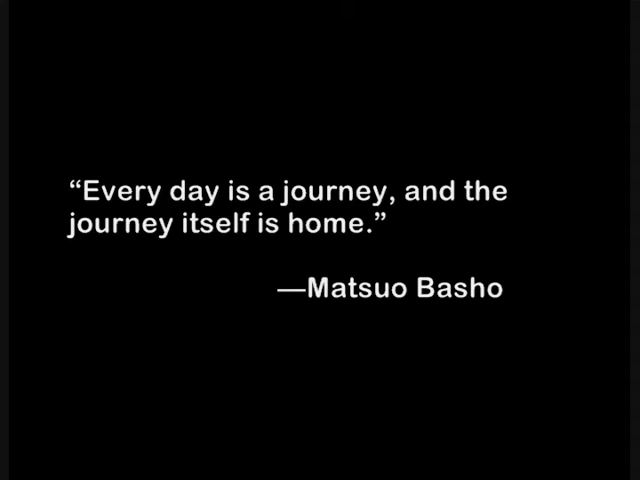 “Every day is a journey, and the
journey itself is home.”
—Matsuo Basho